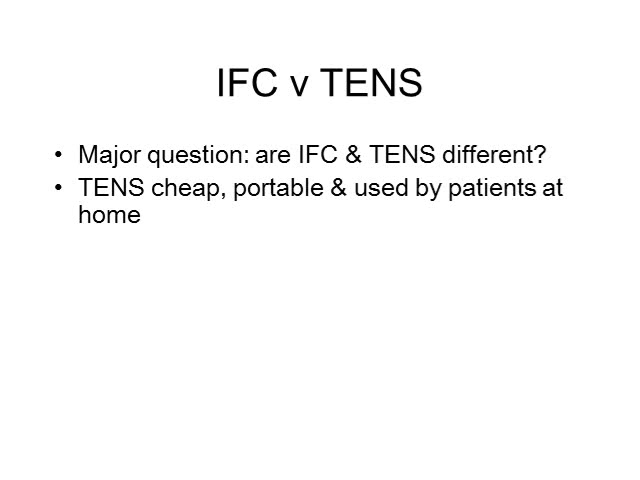 IFC v TENS
• Major question: are IFC & TENS different?
• TENS cheap, portable & used by patients at
home